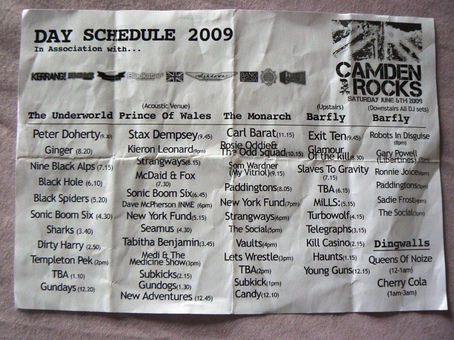 DAY SCHEDULE 2009
In Association with...
KERRANG!
CAMDEN
ROCKS
SATURDAY JUNE 6TH 2009
The Underworld
Peter Doherty
Ginger (8.20)
Nine Black Alps (7.15)
Black Hole (6.10)
Black Spiders (5.20)
Sonic Boom Six (4.30)
Sharks (3.40)
Dirty Harry (2.50)
Templeton Pek (2pm)
TBA (1.10)
Gundays (12.20)
(Acoustic Venue)
Prince Of Wales
Stax Dempsey (9.45)
Kieron Leonard (9pm)
Strangways (8.15)
McDaid & Fox
(7.30)
Sonic Boom Six (6.45)
Dave McPherson INME (6pm)
New York Fund (5.15)
Seamus (4.30)
Tabitha Benjamin (3.45)
Medi & The
Medicine Show (3pm)
Subkicks (2.15)
Gundogs (1.30)
New Adventures (12.45)
The Monarch
Carl Barat (11.15)
Rosie Oddie &
The Odd Squad (10.15)
Sam Wardner
(My Vitriol) (9.15)
Paddingtons (8.05)
New York Fund (7pm)
Strangways (6pm)
The Social (5pm)
Vaults (4pm)
Lets Wrestle (3pm)
TBA (2pm)
Subkick (1pm)
Candy (12.10)
(Upstairs)
Barfly
Exit Ten (9.45)
Glamour
Of the Kill (8.30)
Slaves To Gravity
(7.15)
TBA (6.15)
MILLS: (5.15)
Turbowolf (4.15)
Telegraphs (3.15)
Kill Casino (2.15)
Haunts (1.15)
Young Guns (12.15)
(Downstairs All DJ sets)
Barfly
Robots In Disguise
Gary Powell
(Libertines)
Ronnie Joice
Paddingtons
Sadie Frost
The Social
Dingwalls
Queens Of Noize
(12-1am)
Cherry Cola
(1am-3am)